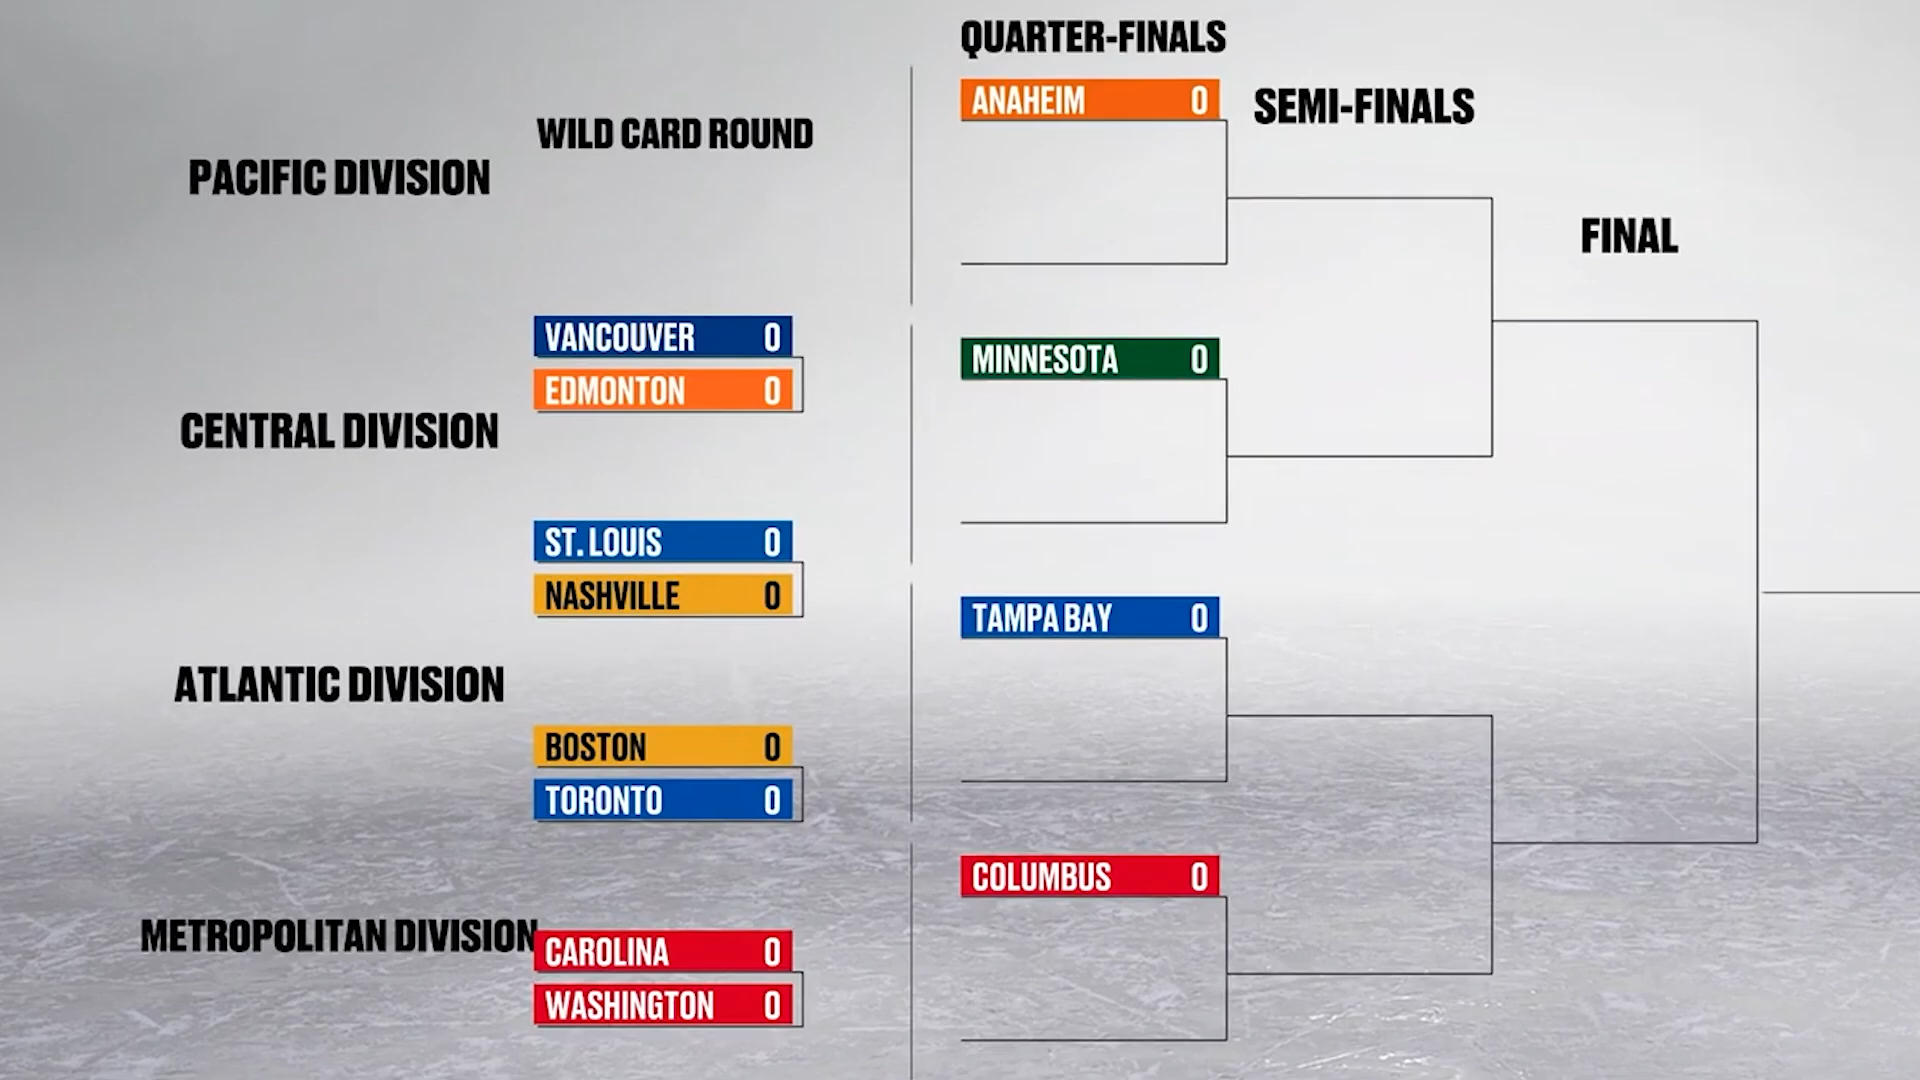 QUARTER-FINALS
ANAHEIM 0
SEMI-FINALS
WILD CARD ROUND
PACIFIC DIVISION
FINAL
VANCOUVER 0
EDMONTON 0
MINNESOTA 0
CENTRAL DIVISION
ST. LOUIS 0
NASHVILLE 0
TAMPA BAY 0
ATLANTIC DIVISION
BOSTON 0
TORONTO 0
COLUMBUS 0
METROPOLITAN DIVISION
CAROLINA 0
WASHINGTON 0